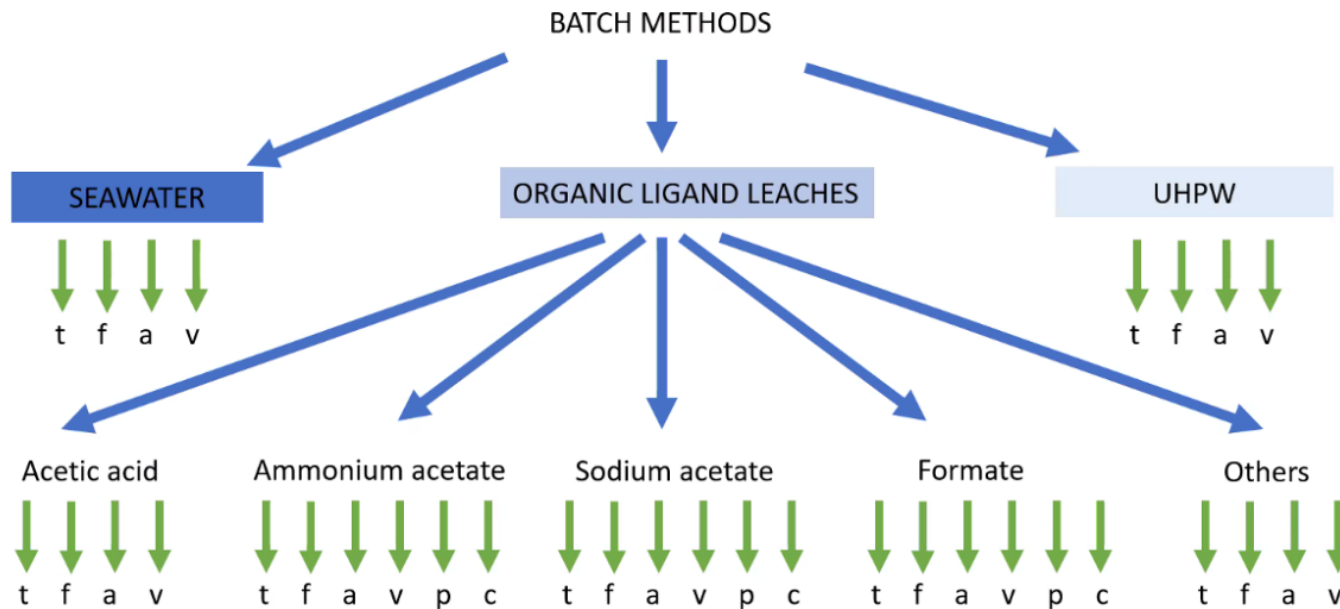 BATCH METHODS
SEAWATER
ORGANIC LIGAND LEACHES
UHPW
t f a v
t f a v
Acetic acid
Ammonium acetate
Sodium acetate
Formate
Others
t f a v
t f a v p c
t f a v p c
t f a v p c
t f a v